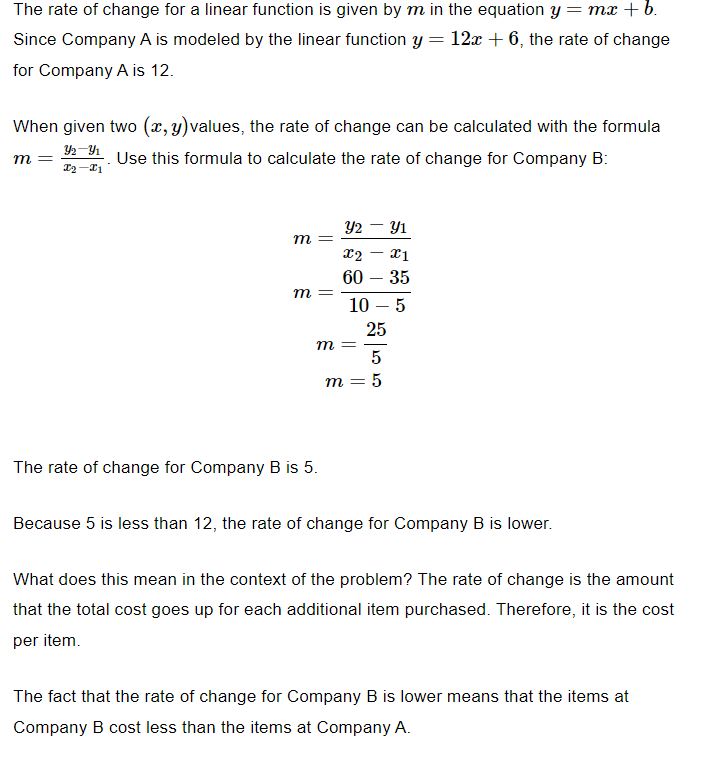 The rate of change for a linear function is given by m in the equation y = mx + b.
Since Company A is modeled by the linear function y = 12x + 6, the rate of change
for Company A is 12.
When given two (x, y)values, the rate of change can be calculated with the formula
m = \frac{y_2-y_1}{x_2-x_1}. Use this formula to calculate the rate of change for Company B:
m = \frac{y_2 - y_1}{x_2 - x_1}
m = \frac{60 - 35}{10 - 5}
m = \frac{25}{5}
m = 5
The rate of change for Company B is 5.
Because 5 is less than 12, the rate of change for Company B is lower.
What does this mean in the context of the problem? The rate of change is the amount
that the total cost goes up for each additional item purchased. Therefore, it is the cost
per item.
The fact that the rate of change for Company B is lower means that the items at
Company B cost less than the items at Company A.